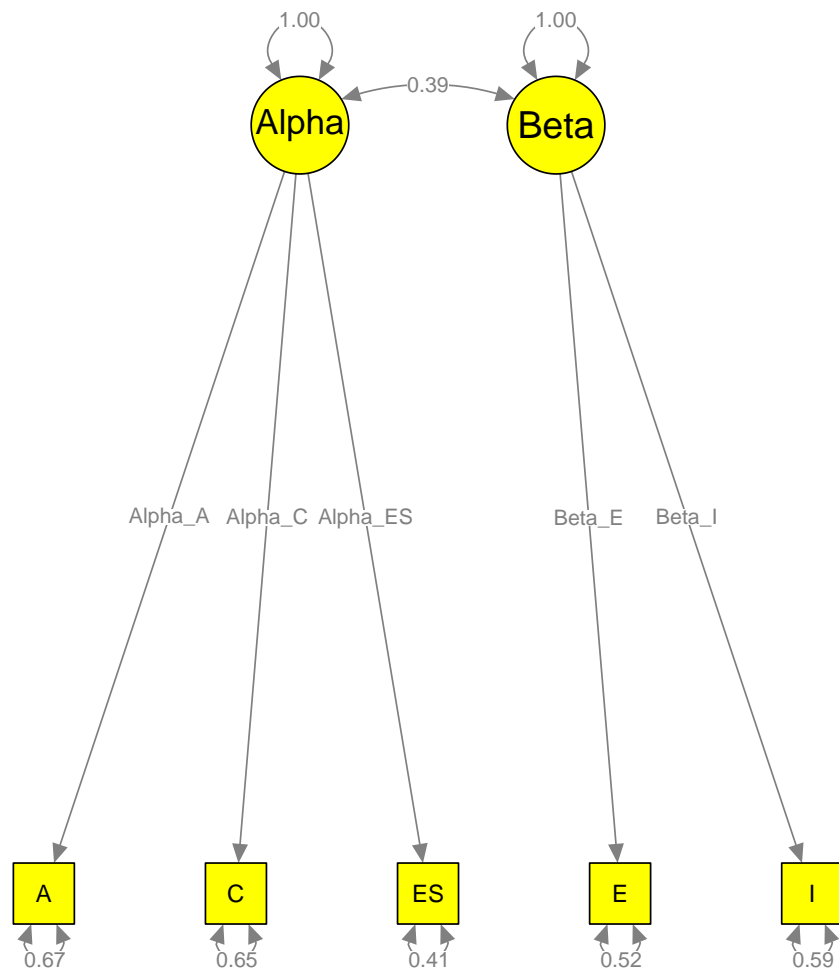 1.00 1.00
0.39
Alpha Beta
Alpha_A Alpha_C Alpha_ES Beta_E Beta_I
A C ES E I
0.67 0.65 0.41 0.52 0.59